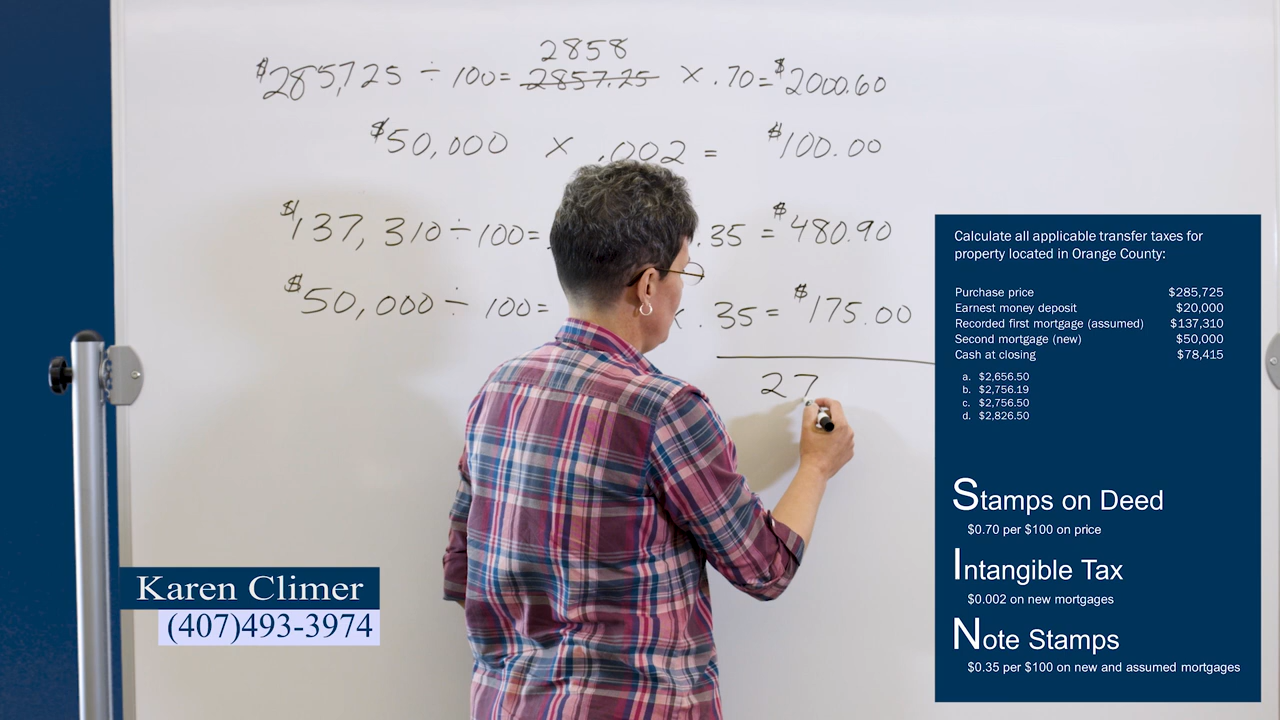 2858
$285,725 ÷ 100 = 2857.25 × .70 = $2000.60
$50,000 × .002 = $100.00
$137,310 ÷ 100 = .35 = $480.90
$50,000 ÷ 100 = × .35 = $175.00
27
Calculate all applicable transfer taxes for
property located in Orange County:
Purchase price $285,725
Earnest money deposit $20,000
Recorded first mortgage (assumed) $137,310
Second mortgage (new) $50,000
Cash at closing $78,415
a. $2,656.50
b. $2,756.19
c. $2,756.50
d. $2,826.50
Stamps on Deed
$0.70 per $100 on price
Intangible Tax
$0.002 on new mortgages
Note Stamps
$0.35 per $100 on new and assumed mortgages
Karen Climer
(407)493-3974